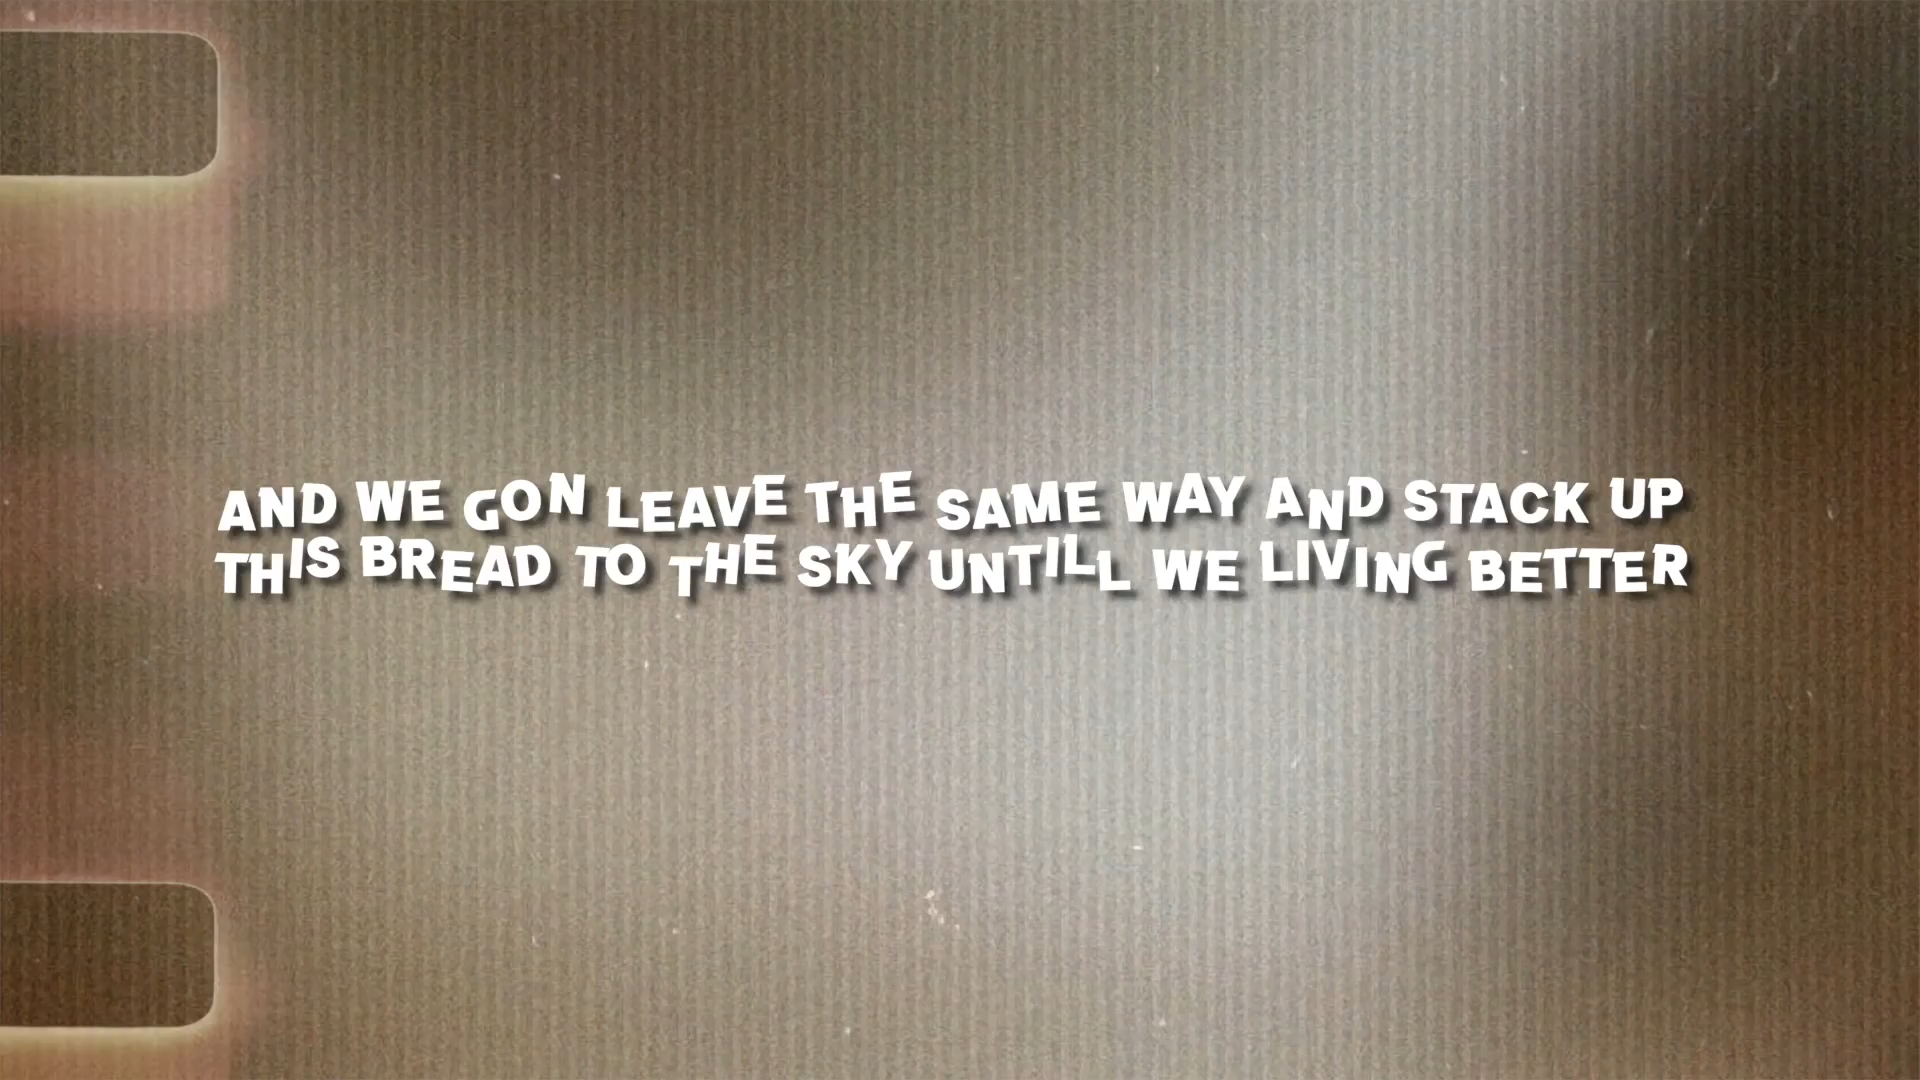 AND WE GON LEAVE THE SAME WAY AND STACK UP
THIS BREAD TO THE SKY UNTILL WE LIVING BETTER